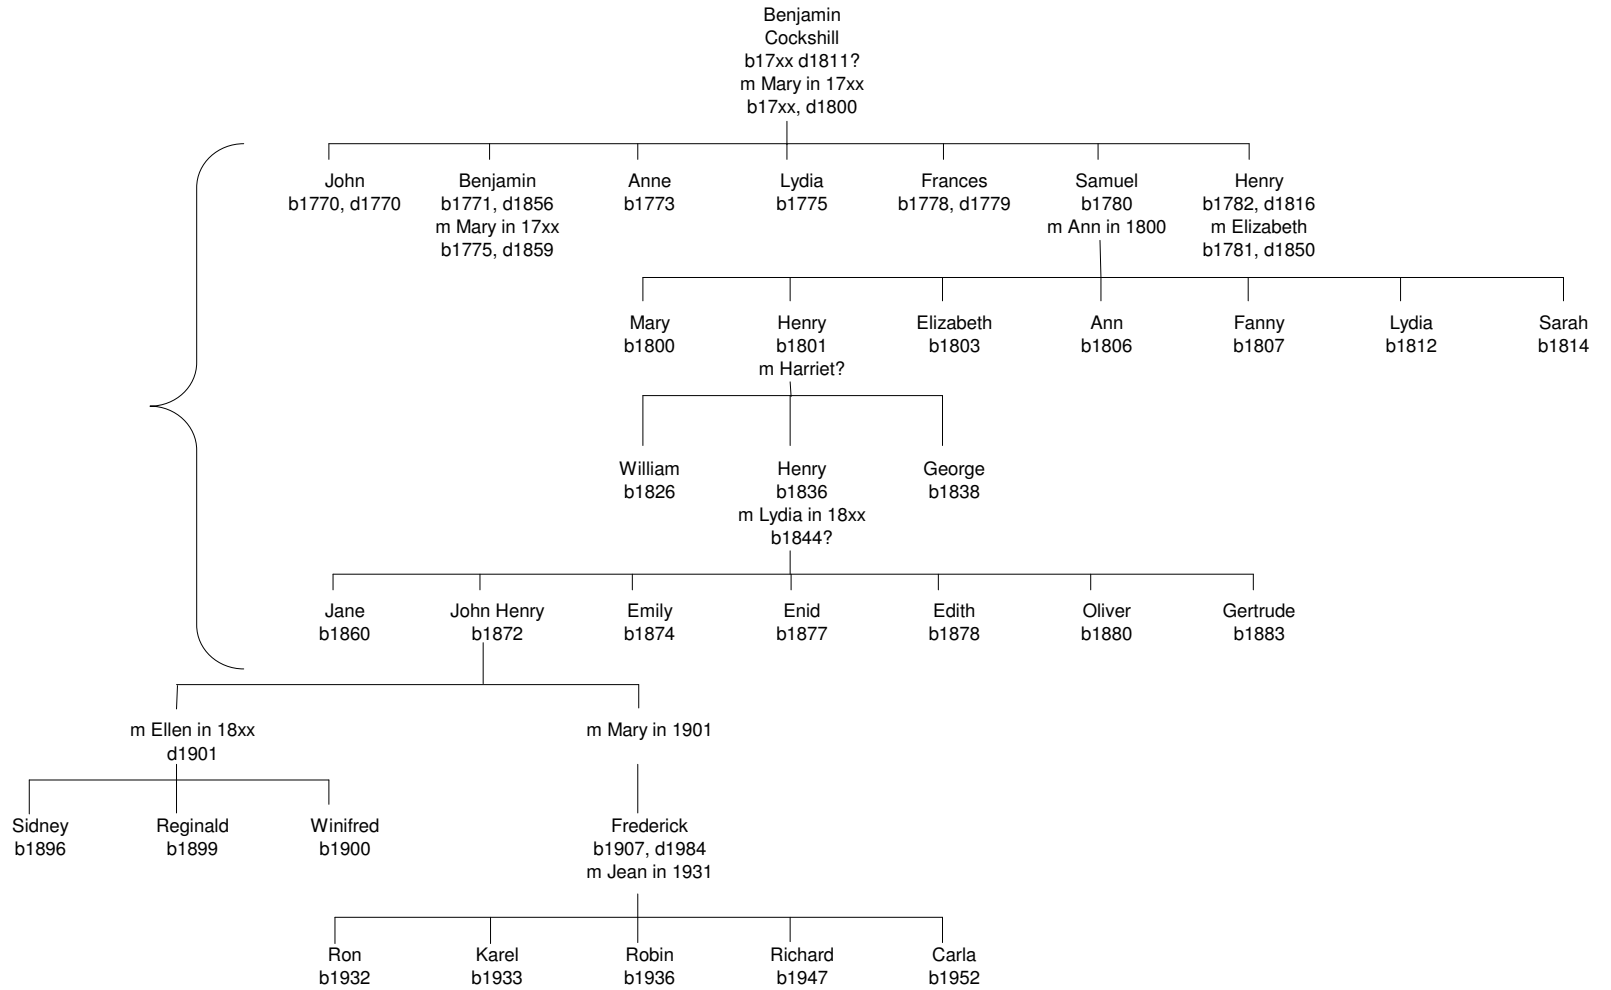 Benjamin
Cockshill
b17xx d1811?
m Mary in 17xx
b17xx, d1800
John
b1770, d1770
Benjamin
b1771, d1856
m Mary in 17xx
b1775, d1859
Anne
b1773
Lydia
b1775
Frances
b1778, d1779
Samuel
b1780
m Ann in 1800
Henry
b1782, d1816
m Elizabeth
b1781, d1850
Mary
b1800
Henry
b1801
m Harriet?
Elizabeth
b1803
Ann
b1806
Fanny
b1807
Lydia
b1812
Sarah
b1814
William
b1826
Henry
b1836
m Lydia in 18xx
b1844?
George
b1838
Jane
b1860
John Henry
b1872
Emily
b1874
Enid
b1877
Edith
b1878
Oliver
b1880
Gertrude
b1883
m Ellen in 18xx
d1901
m Mary in 1901
Sidney
b1896
Reginald
b1899
Winifred
b1900
Frederick
b1907, d1984
m Jean in 1931
Ron
b1932
Karel
b1933
Robin
b1936
Richard
b1947
Carla
b1952